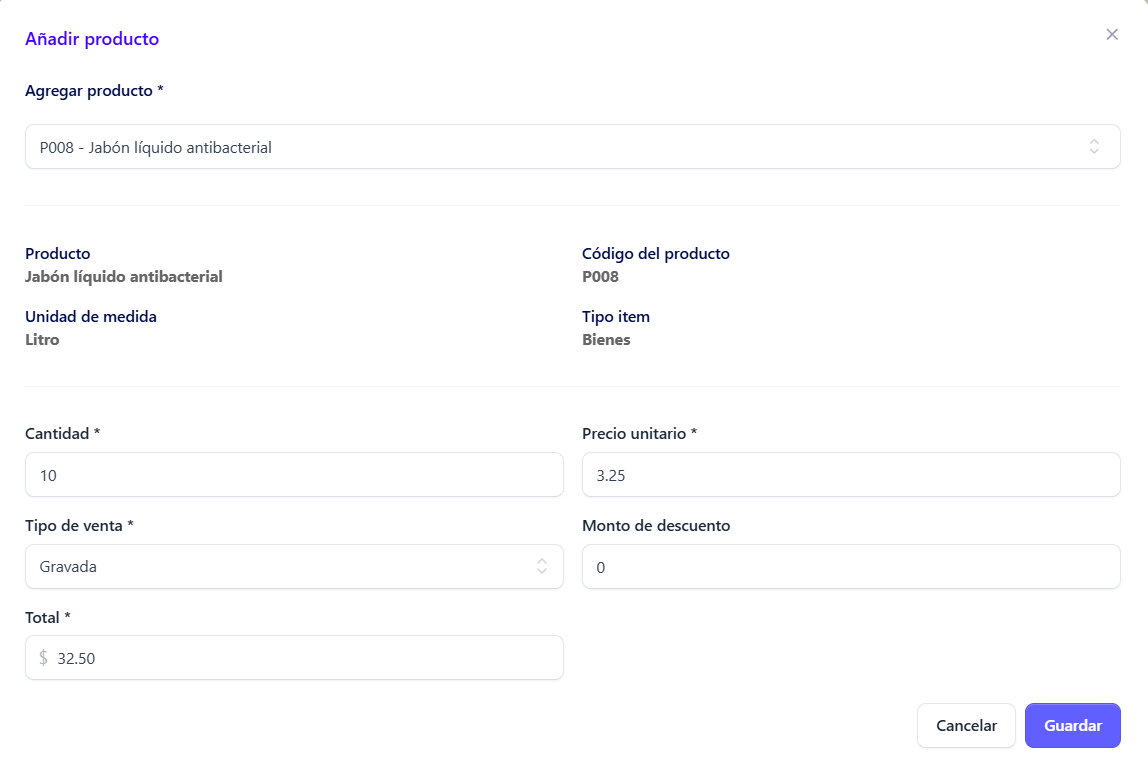 Añadir producto
Agregar producto *
P008 - Jabón líquido antibacterial
Producto
Jabón líquido antibacterial
Código del producto
P008
Unidad de medida
Litro
Tipo item
Bienes
Cantidad *
10
Precio unitario *
3.25
Tipo de venta *
Gravada
Monto de descuento
0
Total *
$ 32.50
Cancelar
Guardar